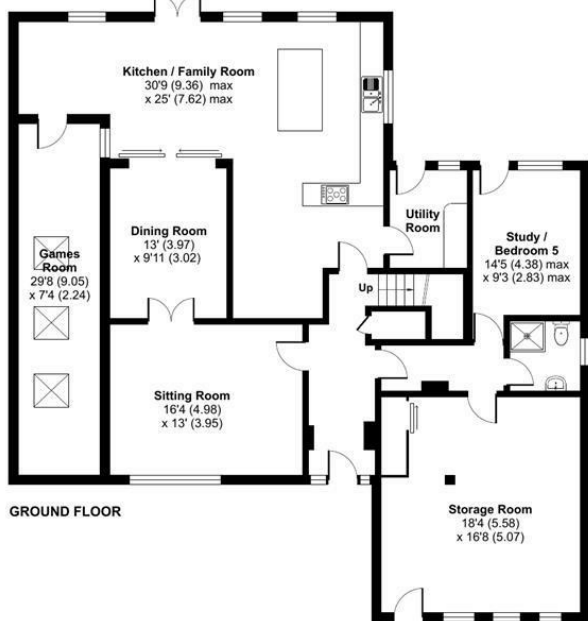 Kitchen / Family Room
30'9 (9.36) max
x 25' (7.62) max
Dining Room
13' (3.97)
x 9'11 (3.02)
Utility
Room
Study /
Bedroom 5
14'5 (4.38) max
x 9'3 (2.83) max
Games
Room
29'8 (9.05)
x 7'4 (2.24)
Up
Sitting Room
16'4 (4.98)
x 13' (3.95)
Storage Room
18'4 (5.58)
x 16'8 (5.07)
GROUND FLOOR